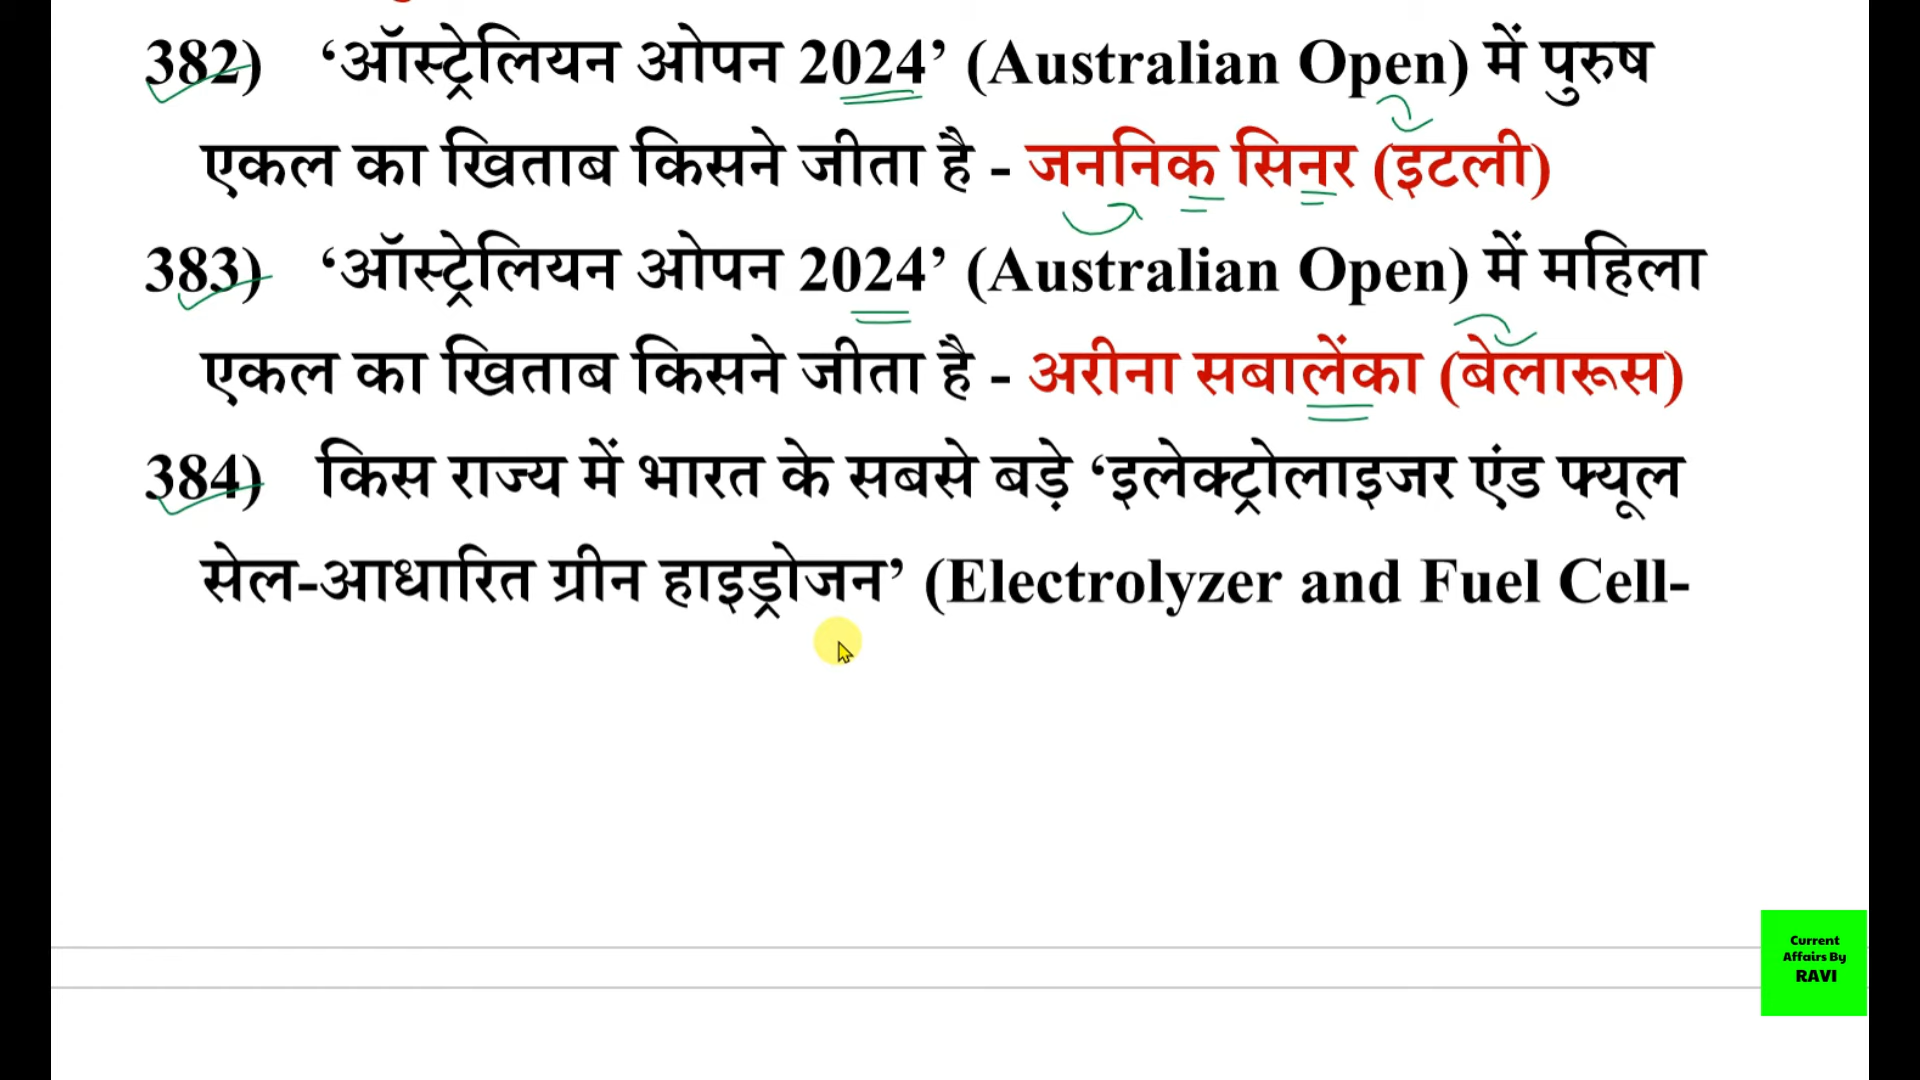 382) ‘ऑस्ट्रेलियन ओपन 2024’ (Australian Open) में पुरुष
एकल का खिताब किसने जीता है - जननिक सिनर (इटली)
383) ‘ऑस्ट्रेलियन ओपन 2024’ (Australian Open) में महिला
एकल का खिताब किसने जीता है - अरीना सबालेंका (बेलारूस)
384) किस राज्य में भारत के सबसे बड़े ‘इलेक्ट्रोलाइजर एंड फ्यूल
सेल-आधारित ग्रीन हाइड्रोजन’ (Electrolyzer and Fuel Cell-
Current
Affairs By
RAVI